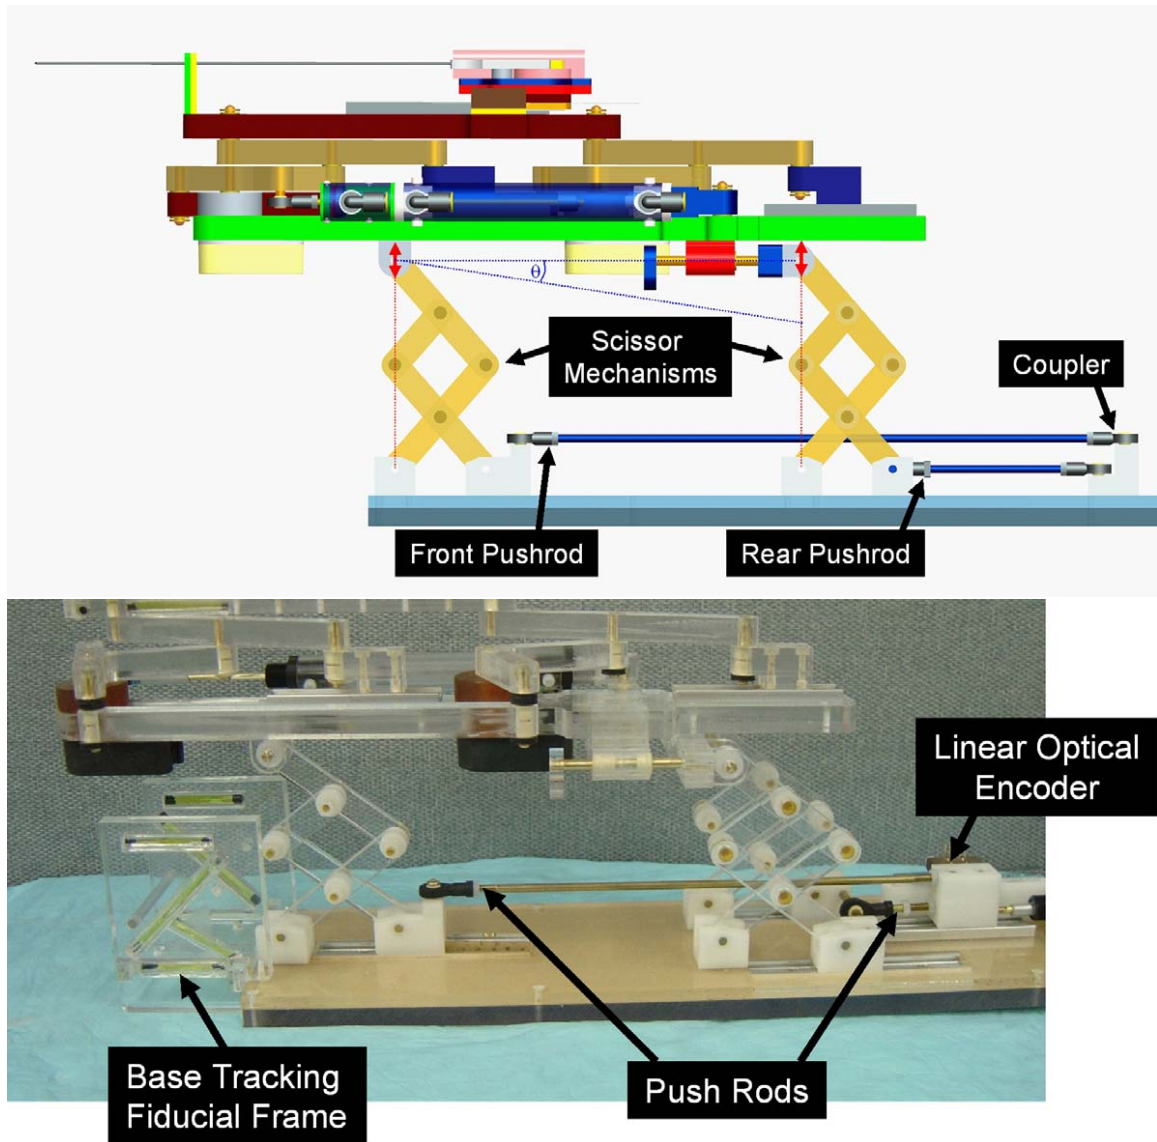 θ
Scissor
Mechanisms
Coupler
Front Pushrod
Rear Pushrod
Linear Optical
Encoder
Base Tracking
Fiducial Frame
Push Rods